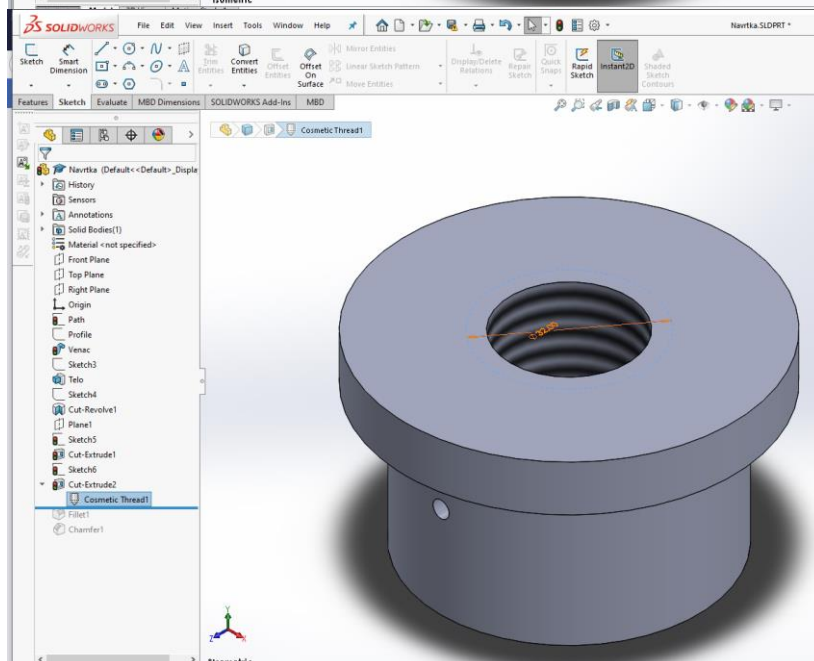 Isometric
SOLIDWORKS File Edit View Insert Tools Window Help Navrtka.SLDPRT *
Sketch Smart Dimension Trim Entities Convert Entities Offset Entities Offset On Surface Mirror Entities Linear Sketch Pattern Move Entities Display/Delete Relations Repair Sketch Quick Snaps Rapid Sketch Instant2D Shaded Sketch Contours
Features Sketch Evaluate MBD Dimensions SOLIDWORKS Add-Ins MBD
Cosmetic Thread1
Navrtka (Default<<Default>_Displa
History
Sensors
Annotations
Solid Bodies(1)
Material <not specified>
Front Plane
Top Plane
Right Plane
Origin
Path
Profile
Venac
Sketch3
Telo
Sketch4
Cut-Revolve1
Plane1
Sketch5
Cut-Extrude1
Sketch6
Cut-Extrude2
Cosmetic Thread1
Fillet1
Chamfer1
∅32.00
Y
Z X